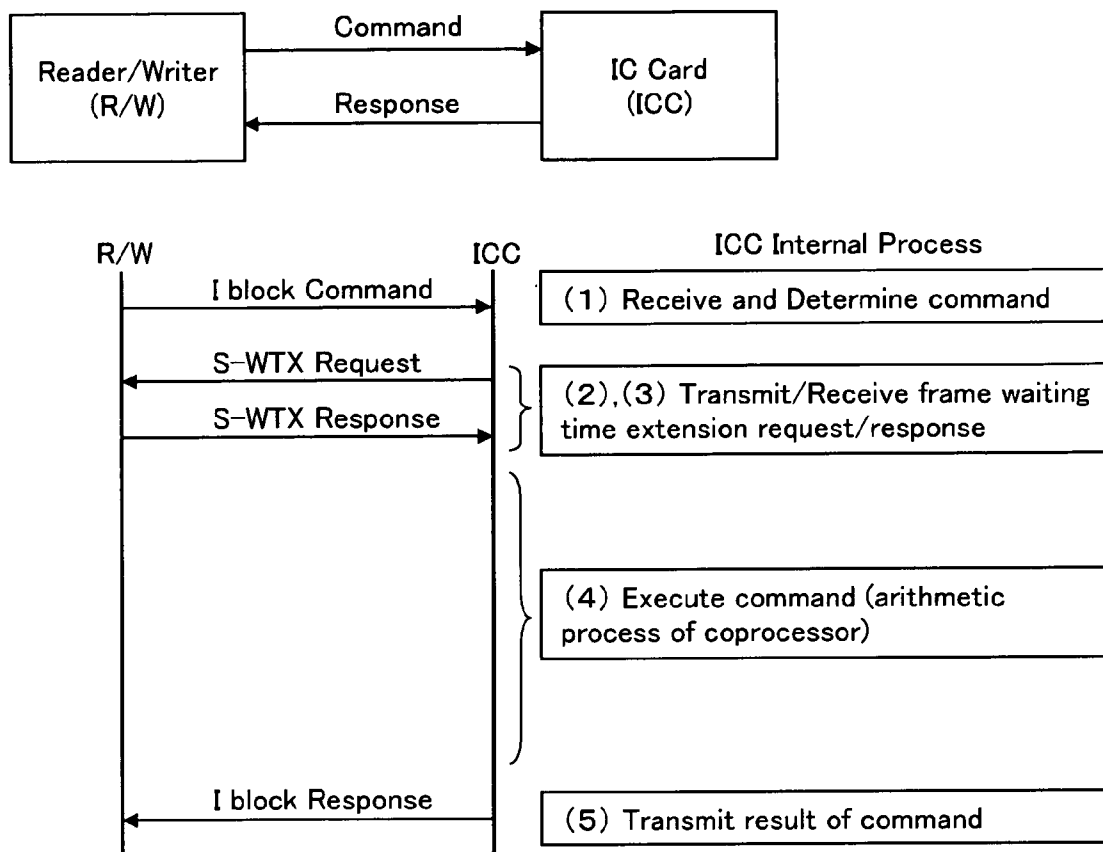 Command
Reader/Writer
(R/W)
IC Card
(ICC)
Response
R/W
ICC
ICC Internal Process
I block Command
(1) Receive and Determine command
S-WTX Request
(2),(3) Transmit/Receive frame waiting
time extension request/response
S-WTX Response
(4) Execute command (arithmetic
process of coprocessor)
I block Response
(5) Transmit result of command